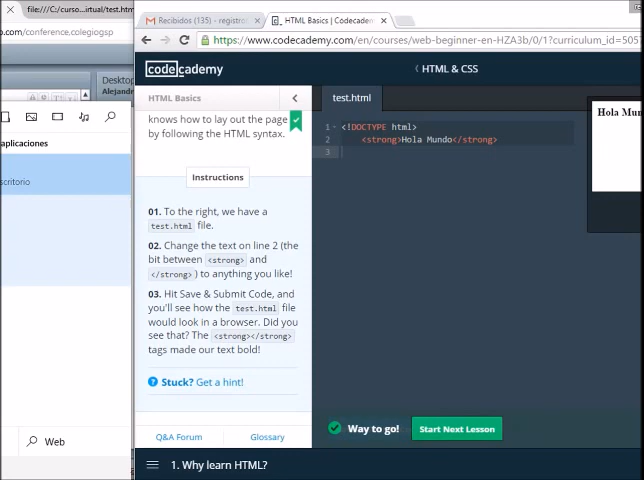 file:///C:/curso...irtual/test.htm
Recibidos (135) - registro
HTML Basics | Codecadem
o.com/conference.colegiogsp
https://www.codecademy.com/en/courses/web-beginner-en-HZA3b/0/1?curriculum_id=505
codecademy
HTML & CSS
Desktop
Alejandr
HTML Basics
test.html
knows how to lay out the page
by following the HTML syntax.
1 <!DOCTYPE html>
2 <strong>Hola Mundo</strong>
3
Hola Mun
aplicaciones
scritorio
Instructions
01. To the right, we have a
test.html file.
02. Change the text on line 2 (the
bit between <strong> and
</strong>) to anything you like!
03. Hit Save & Submit Code, and
you'll see how the test.html file
would look in a browser. Did you
see that? The <strong></strong>
tags made our text bold!
Stuck? Get a hint!
Way to go!
Start Next Lesson
Web
Q&A Forum
Glossary
1. Why learn HTML?